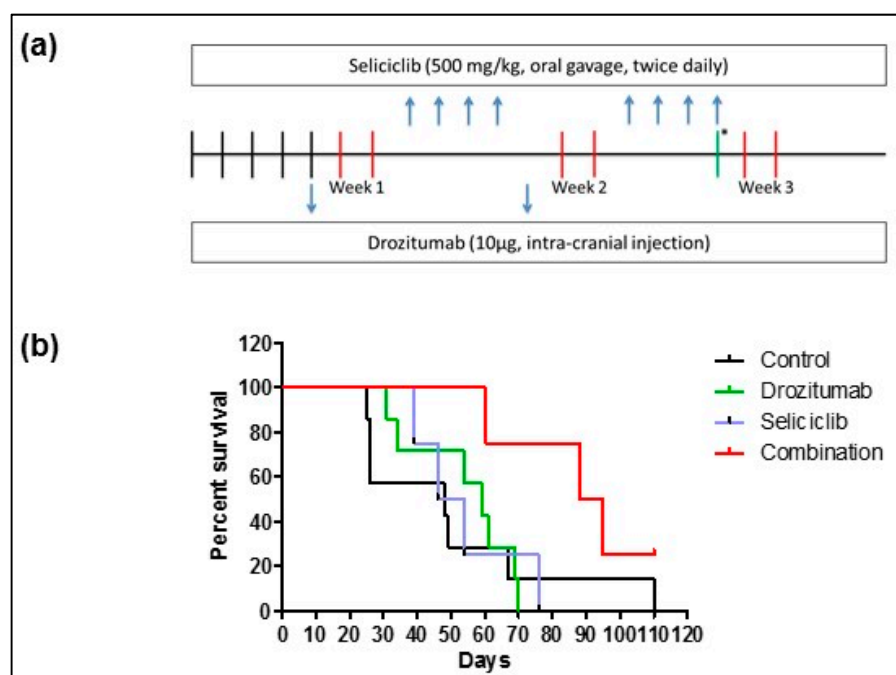 (a)
Seliciclib (500 mg/kg, oral gavage, twice daily)
*
Week 1
Week 2
Week 3
Drozitumab (10µg, intra-cranial injection)
(b)
120
100
80
60
40
20
0
Percent survival
0 10 20 30 40 50 60 70 80 90 100 110 120
Days
Control
Drozitumab
Seliciclib
Combination